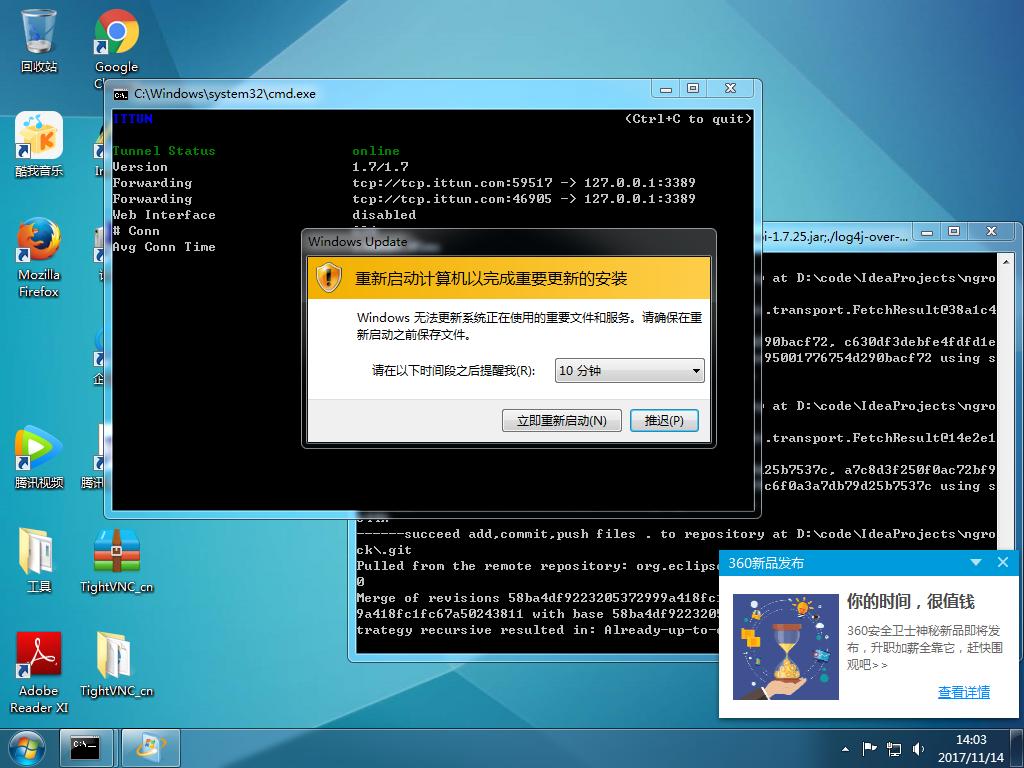 回收站
Google
酷我音乐
Mozilla
Firefox
腾讯视频
腾讯
工具
TightVNC_cn
Adobe
Reader XI
TightVNC_cn
C:\Windows\system32\cmd.exe
ITTUN
(Ctrl+C to quit)
Tunnel Status online
Version 1.7/1.7
Forwarding tcp://tcp.ittun.com:59517 -> 127.0.0.1:3389
Forwarding tcp://tcp.ittun.com:46905 -> 127.0.0.1:3389
Web Interface disabled
# Conn
Avg Conn Time
Windows Update
重新启动计算机以完成重要更新的安装
Windows 无法更新系统正在使用的重要文件和服务。请确保在重
新启动之前保存文件。
请在以下时间段之后提醒我(R):
10 分钟
立即重新启动(N)
推迟(P)
i-1.7.25.jar;./log4j-over-...
at D:\code\IdeaProjects\ngro
.transport.FetchResult@38a1c4
90bacf72, c630df3debfe4fdfd1e
95001776754d290bacf72 using s
at D:\code\IdeaProjects\ngro
.transport.FetchResult@14e2e1
25b7537c, a7c8d3f250f0ac72bf9
c6f0a3a7db79d25b7537c using s
------succeed add,commit,push files . to repository at D:\code\IdeaProjects\ngro
ck\.git
Pulled from the remote repository: org.eclips
0
Merge of revisions 58ba4df9223205372999a418fc1
9a418fc1fc67a50243811 with base 58ba4df922320
trategy recursive resulted in: Already-up-to-
360新品发布
你的时间，很值钱
360安全卫士神秘新品即将发
布，升职加薪全靠它，赶快围
观吧>>
查看详情
14:03
2017/11/14